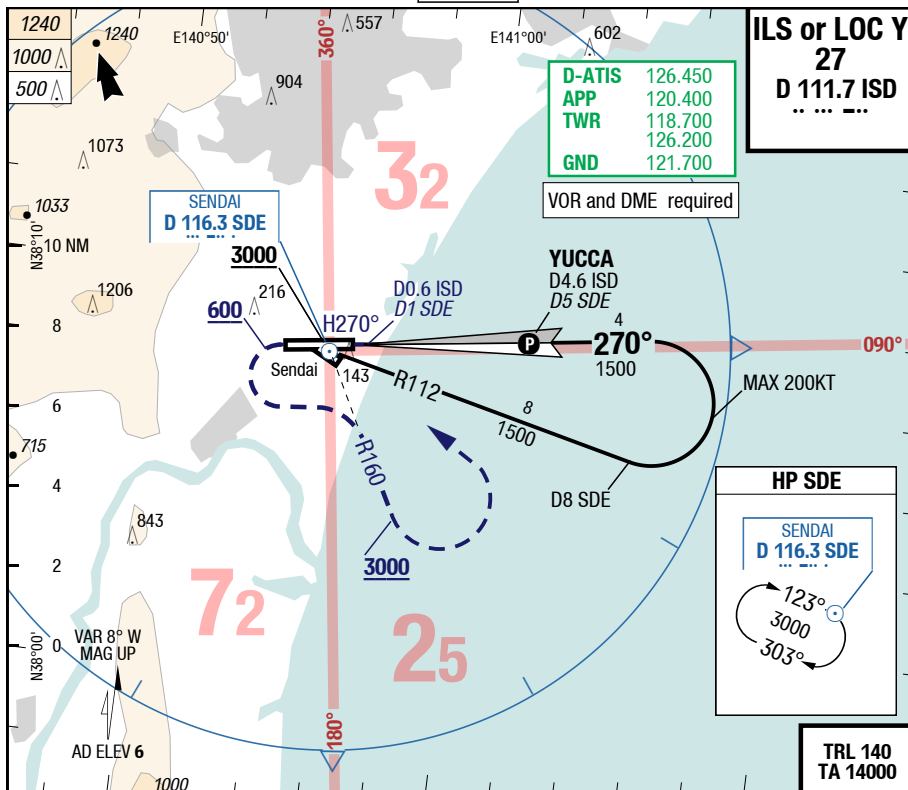 1240
1000
500
1240
E140°50'
360°
557
E141°00'
602
ILS or LOC Y
27
D 111.7 ISD
904
D-ATIS 126.450
APP 120.400
TWR 118.700
126.200
GND 121.700
1073
32
VOR and DME required
SENDAI
D 116.3 SDE
1033
N38°10'
10 NM
3000
YUCCA
D4.6 ISD
D5 SDE
1206
216
D0.6 ISD
D1 SDE
8
600
H270°
P
4
270°
1500
090°
Sendai
143
R112
MAX 200KT
6
8
1500
R160
715
4
D8 SDE
HP SDE
843
SENDAI
D 116.3 SDE
2
3000
72
25
123°
3000
303°
VAR 8° W
MAG UP
0
N38°00'
180°
AD ELEV 6
1000
TRL 140
TA 14000